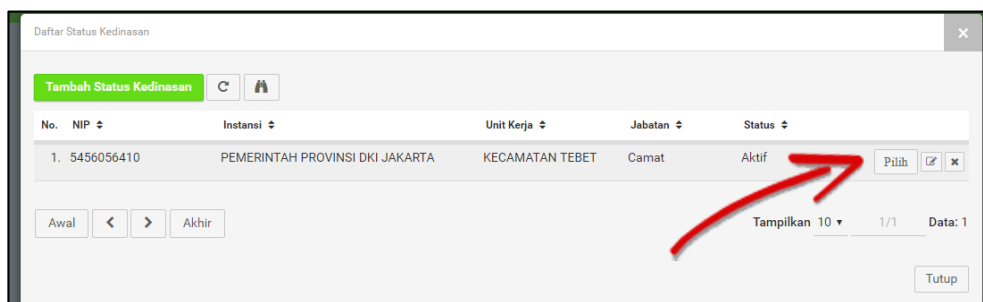 Daftar Status Kedinasan
Tambah Status Kedinasan
No. NIP Instansi Unit Kerja Jabatan Status
1. 5456056410 PEMERINTAH PROVINSI DKI JAKARTA KECAMATAN TEBET Camat Aktif Pilih
Awal Akhir Tampilkan 10 1/1 Data: 1
Tutup